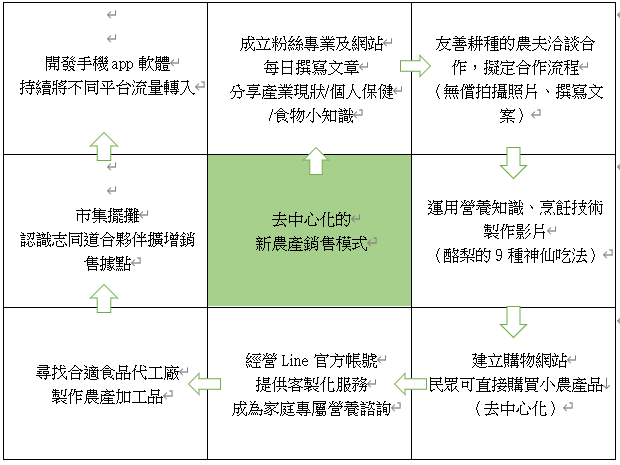 開發手機 app 軟體
持續將不同平台流量轉入
成立粉絲專業及網站
每日撰寫文章
分享產業現狀/個人保健
/食物小知識
友善耕種的農夫洽談合
作，擬定合作流程
（無償拍攝照片、撰寫文
案）
市集擺攤
認識志同道合夥伴擴增銷
售據點
去中心化的
新農產銷售模式
運用營養知識、烹飪技術
製作影片
（酪梨的 9 種神仙吃法）
尋找合適食品代工廠
製作農產加工品
經營 Line 官方帳號
提供客製化服務
成為家庭專屬營養諮詢
建立購物網站
民眾可直接購買小農產品
（去中心化）